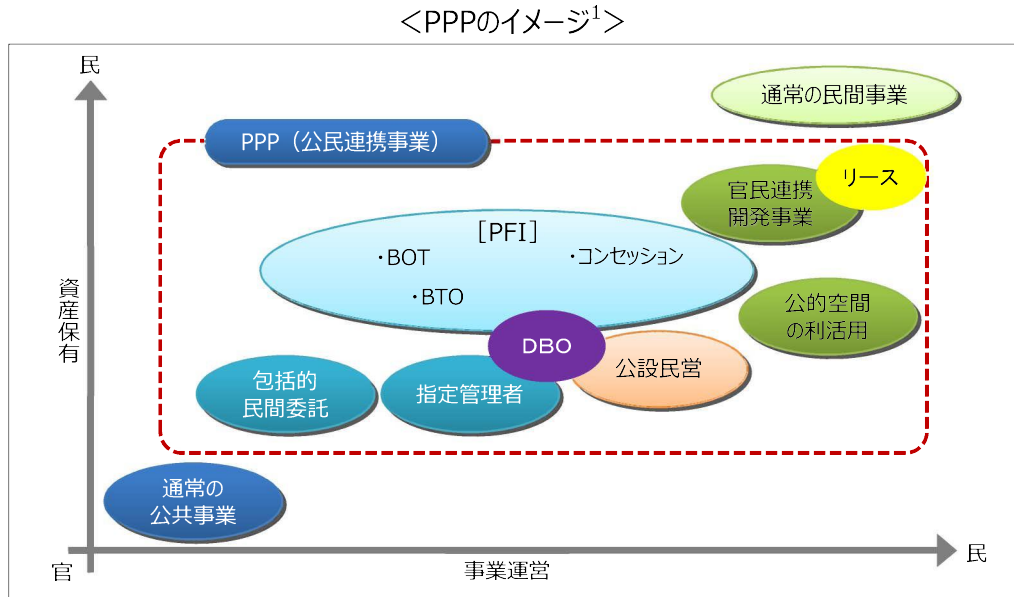 ＜PPPのイメージ1＞
民
通常の民間事業
PPP（公民連携事業）
リース
官民連携
開発事業
［PFI］
・BOT
・コンセッション
・BTO
資産保有
公的空間
の利活用
DBO
公設民営
包括的
民間委託
指定管理者
通常の
公共事業
民
官
事業運営